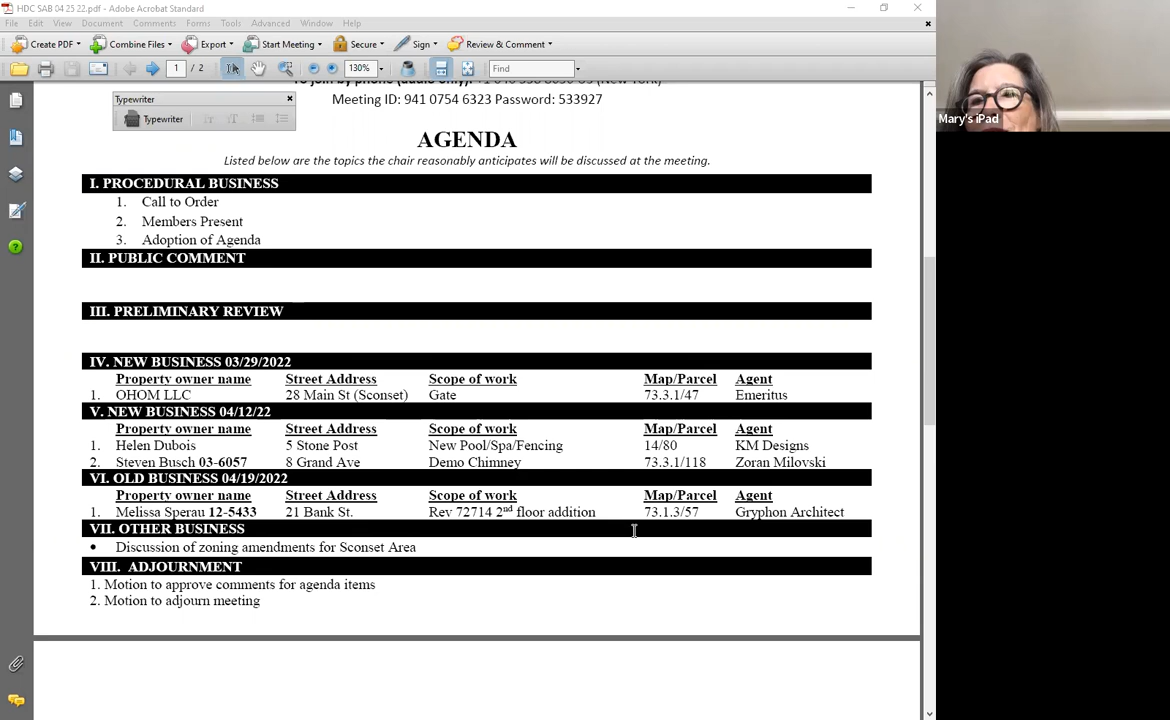 HDC SAB 04 25 22.pdf - Adobe Acrobat Standard
File Edit View Document Comments Forms Tools Advanced Window Help
Create PDF Combine Files Export Start Meeting Secure Sign Review & Comment
1 / 2 130% Find
Typewriter
Typewriter
Meeting ID: 941 0754 6323 Password: 533927
AGENDA
Listed below are the topics the chair reasonably anticipates will be discussed at the meeting.
I. PROCEDURAL BUSINESS
1. Call to Order
2. Members Present
3. Adoption of Agenda
II. PUBLIC COMMENT
III. PRELIMINARY REVIEW
IV. NEW BUSINESS 03/29/2022
Property owner name Street Address Scope of work Map/Parcel Agent
1. OHOM LLC 28 Main St (Sconset) Gate 73.3.1/47 Emeritus
V. NEW BUSINESS 04/12/22
Property owner name Street Address Scope of work Map/Parcel Agent
1. Helen Dubois 5 Stone Post New Pool/Spa/Fencing 14/80 KM Designs
2. Steven Busch 03-6057 8 Grand Ave Demo Chimney 73.3.1/118 Zoran Milovski
VI. OLD BUSINESS 04/19/2022
Property owner name Street Address Scope of work Map/Parcel Agent
1. Melissa Sperau 12-5433 21 Bank St. Rev 72714 2nd floor addition 73.1.3/57 Gryphon Architect
VII. OTHER BUSINESS
• Discussion of zoning amendments for Sconset Area
VIII. ADJOURNMENT
1. Motion to approve comments for agenda items
2. Motion to adjourn meeting
Mary's iPad